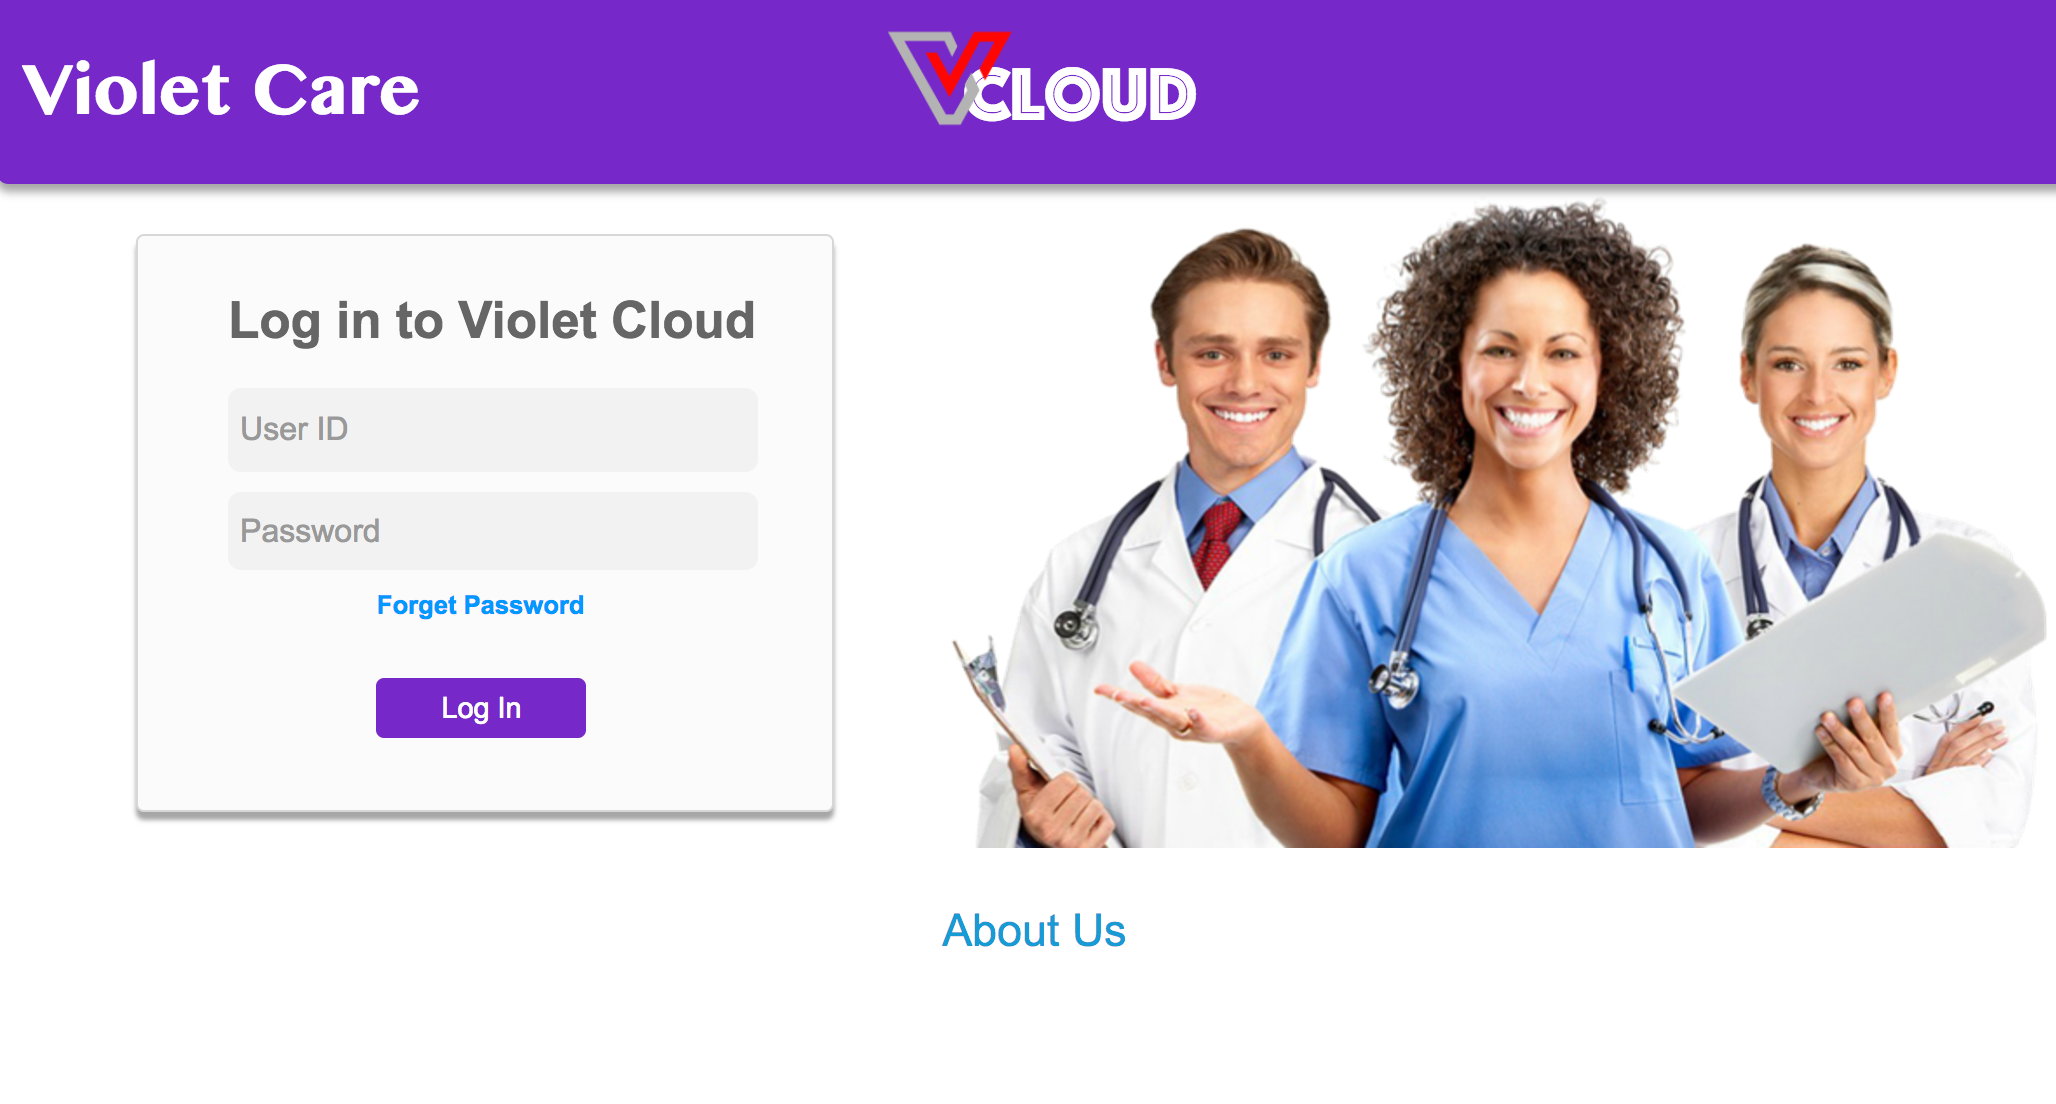 Violet Care
VCLOUD
Log in to Violet Cloud
User ID
Password
Forget Password
Log In
About Us